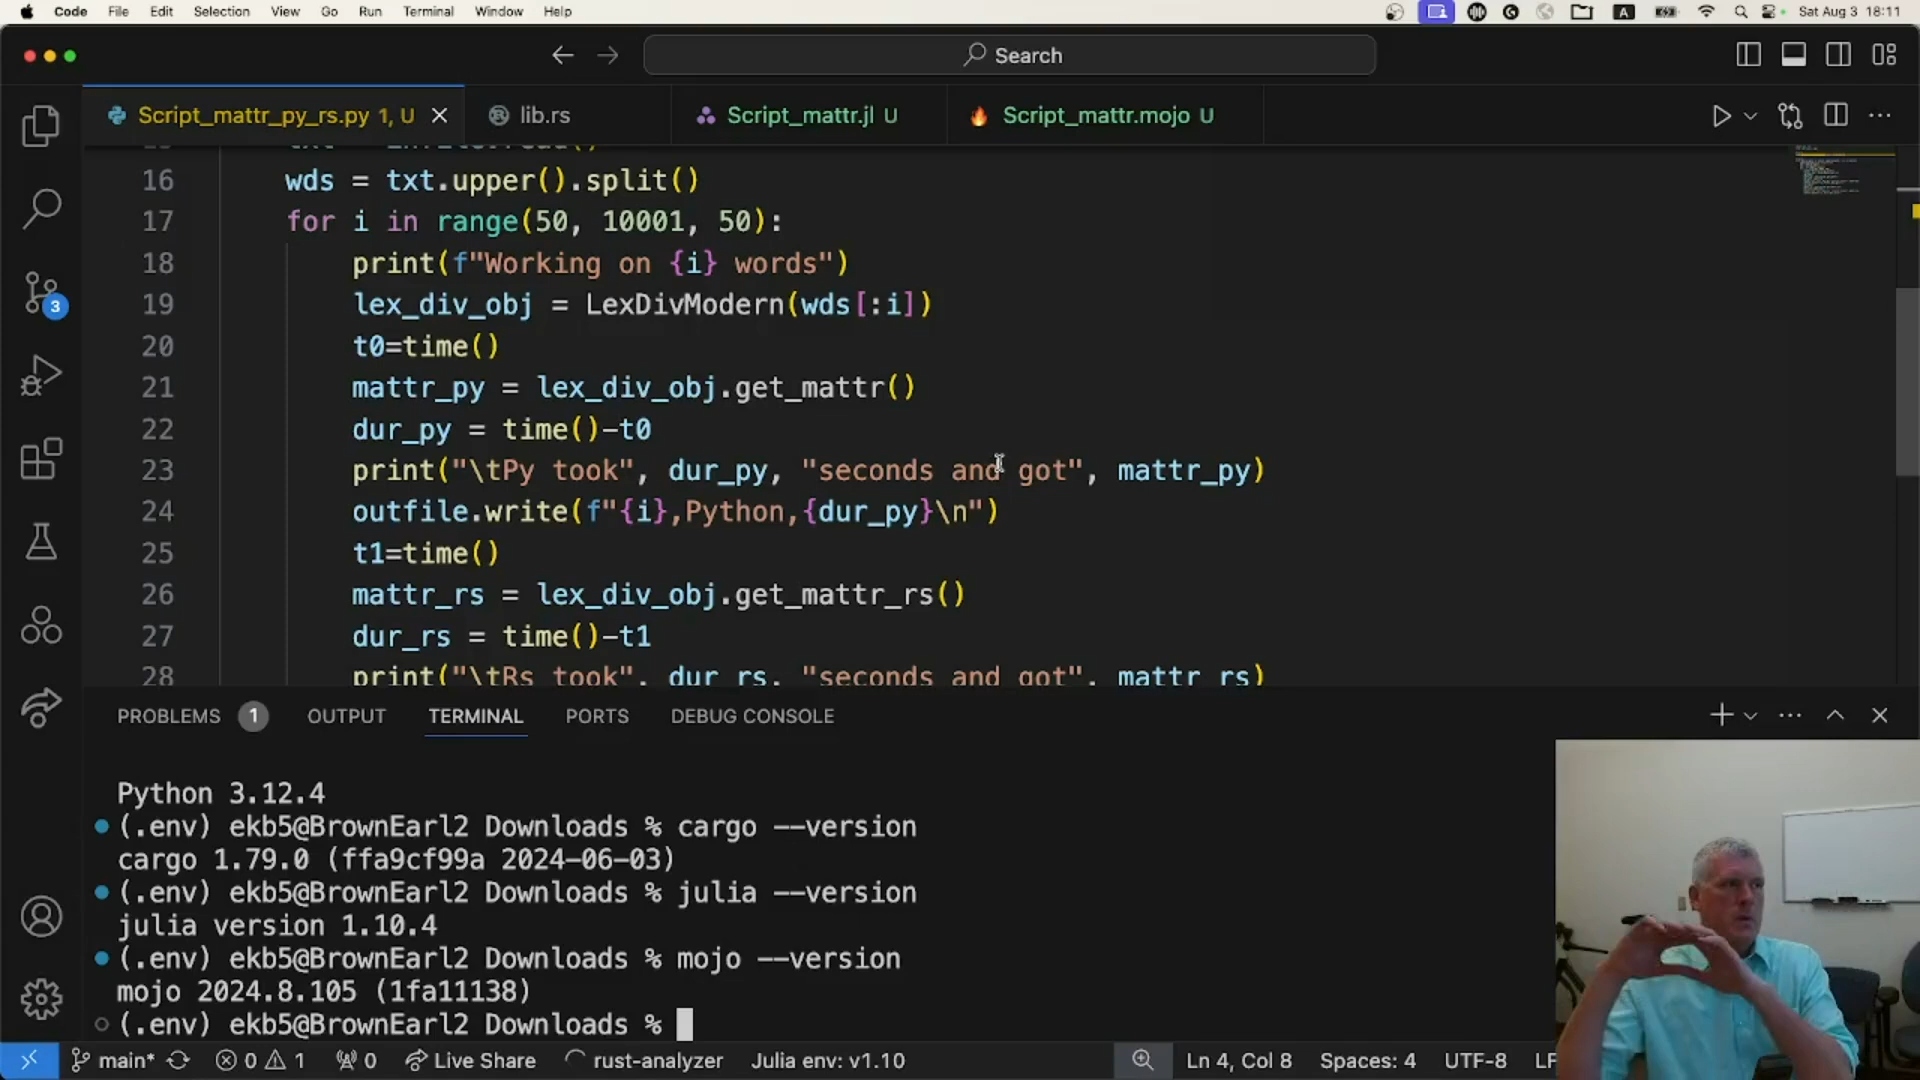 Code File Edit Selection View Go Run Terminal Window Help A Sat Aug 3 18:11
Search
Script_mattr_py_rs.py 1, U lib.rs Script_mattr.jl U Script_mattr.mojo U
16 wds = txt.upper().split()
17 for i in range(50, 10001, 50):
18 print(f"Working on {i} words")
19 lex_div_obj = LexDivModern(wds[:i])
20 t0=time()
21 mattr_py = lex_div_obj.get_mattr()
22 dur_py = time()-t0
23 print("\tPy took", dur_py, "seconds and got", mattr_py)
24 outfile.write(f"{i},Python,{dur_py}\n")
25 t1=time()
26 mattr_rs = lex_div_obj.get_mattr_rs()
27 dur_rs = time()-t1
28 print("\tRs took", dur_rs, "seconds and got", mattr_rs)
3
PROBLEMS 1 OUTPUT TERMINAL PORTS DEBUG CONSOLE
Python 3.12.4
(.env) ekb5@BrownEarl2 Downloads % cargo --version
cargo 1.79.0 (ffa9cf99a 2024-06-03)
(.env) ekb5@BrownEarl2 Downloads % julia --version
julia version 1.10.4
(.env) ekb5@BrownEarl2 Downloads % mojo --version
mojo 2024.8.105 (1fa11138)
(.env) ekb5@BrownEarl2 Downloads %
main* 0 1 0 Live Share rust-analyzer Julia env: v1.10 Ln 4, Col 8 Spaces: 4 UTF-8 LF